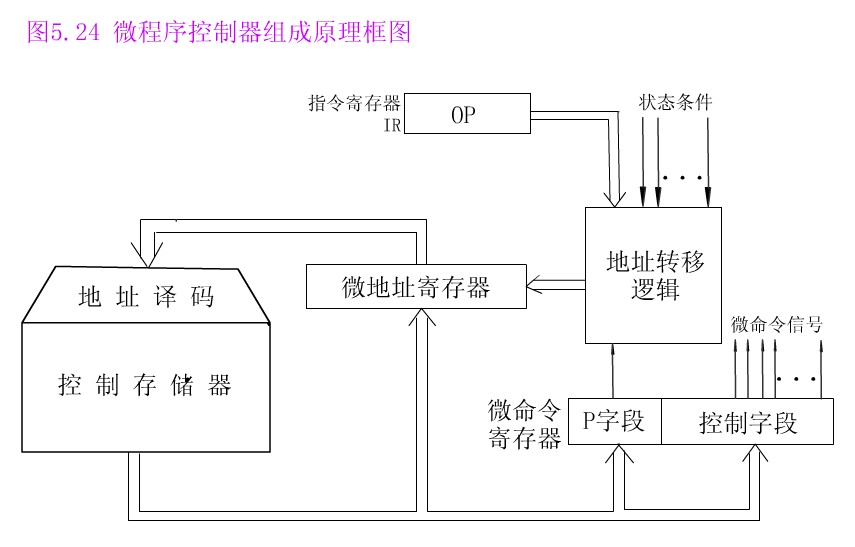 图5.24 微程序控制器组成原理框图
指令寄存器
IR
OP
状态条件
地址转移
逻辑
微地址寄存器
地址译码
控制存储器
微命令信号
微命令
寄存器
P字段
控制字段